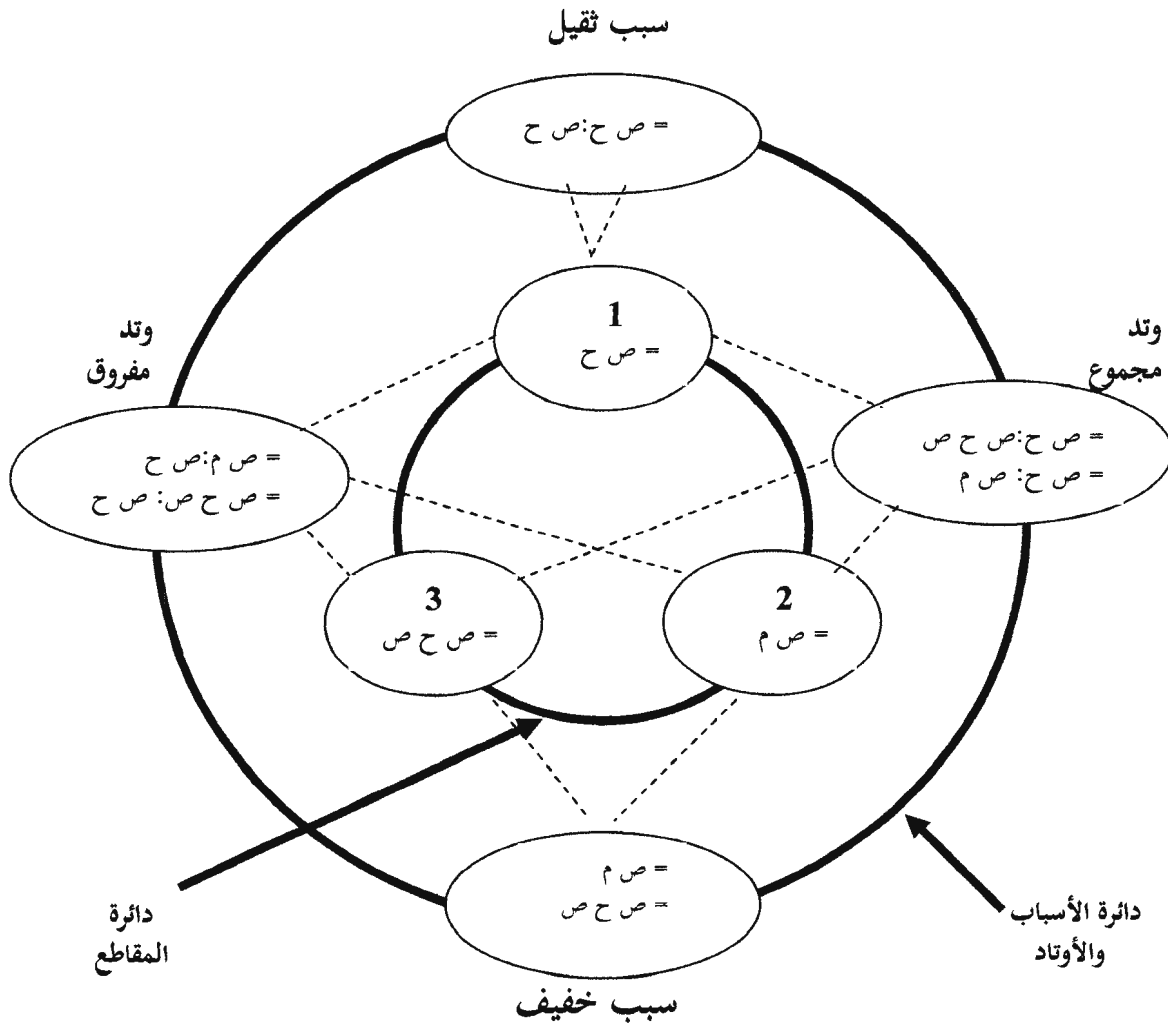 سبب ثقيل
= ص ح:ص ح
1
= ص ح
وتد
مجموع
= ص ح:ص ح ص
= ص ح: ص م
وتد
مفروق
= ص م:ص ح
= ص ح ص: ص ح
2
= ص م
3
= ص ح ص
= ص م
= ص ح ص
سبب خفيف
دائرة الأسباب
والأوتاد
دائرة
المقاطع